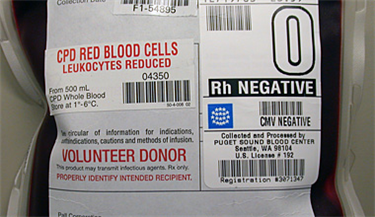 Collection Date
F1-54895
CPD RED BLOOD CELLS
LEUKOCYTES REDUCED
04350
From 500 mL
CPD Whole Blood
Store at 1°-6°C.
O
Rh NEGATIVE
CMV NEGATIVE
Collected and Processed by
PUGET SOUND BLOOD CENTER
Seattle, WA 98104
U.S. License # 192
Registration #3071347
circular of information for indications,
cautions and methods of infusion.
VOLUNTEER DONOR
This product may transmit infectious agents. Rx only.
PROPERLY IDENTIFY INTENDED RECIPIENT.